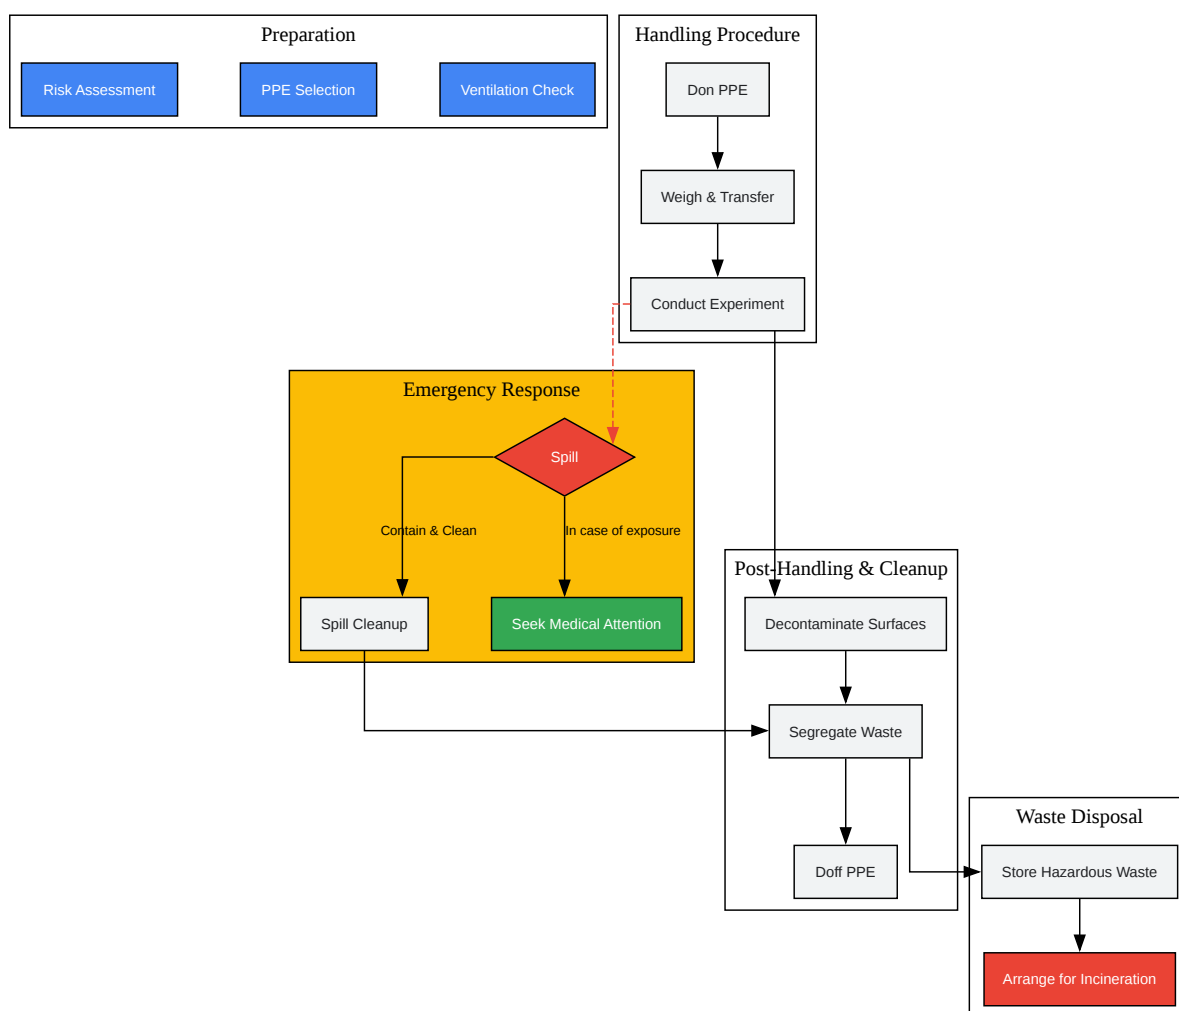 Preparation
Risk Assessment
PPE Selection
Ventilation Check
Handling Procedure
Don PPE
Weigh & Transfer
Conduct Experiment
Emergency Response
Spill
Contain & Clean
In case of exposure
Spill Cleanup
Seek Medical Attention
Post-Handling & Cleanup
Decontaminate Surfaces
Segregate Waste
Doff PPE
Waste Disposal
Store Hazardous Waste
Arrange for Incineration